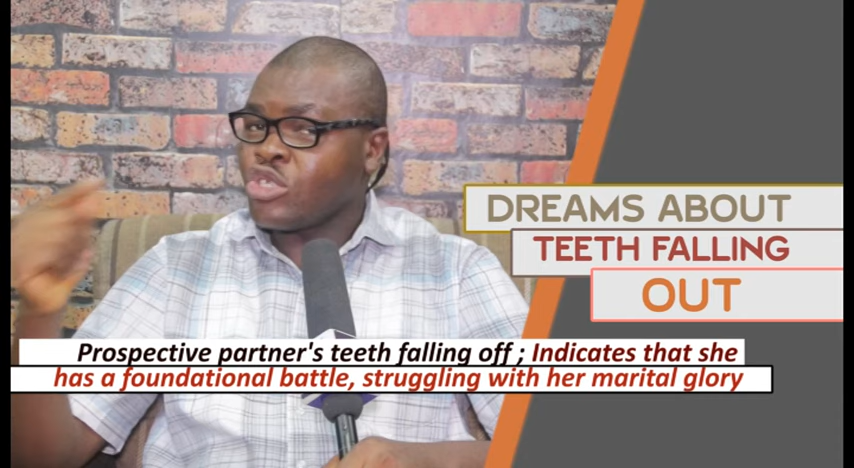 DREAMS ABOUT
TEETH FALLING
OUT
Prospective partner's teeth falling off ; Indicates that she
has a foundational battle, struggling with her marital glory